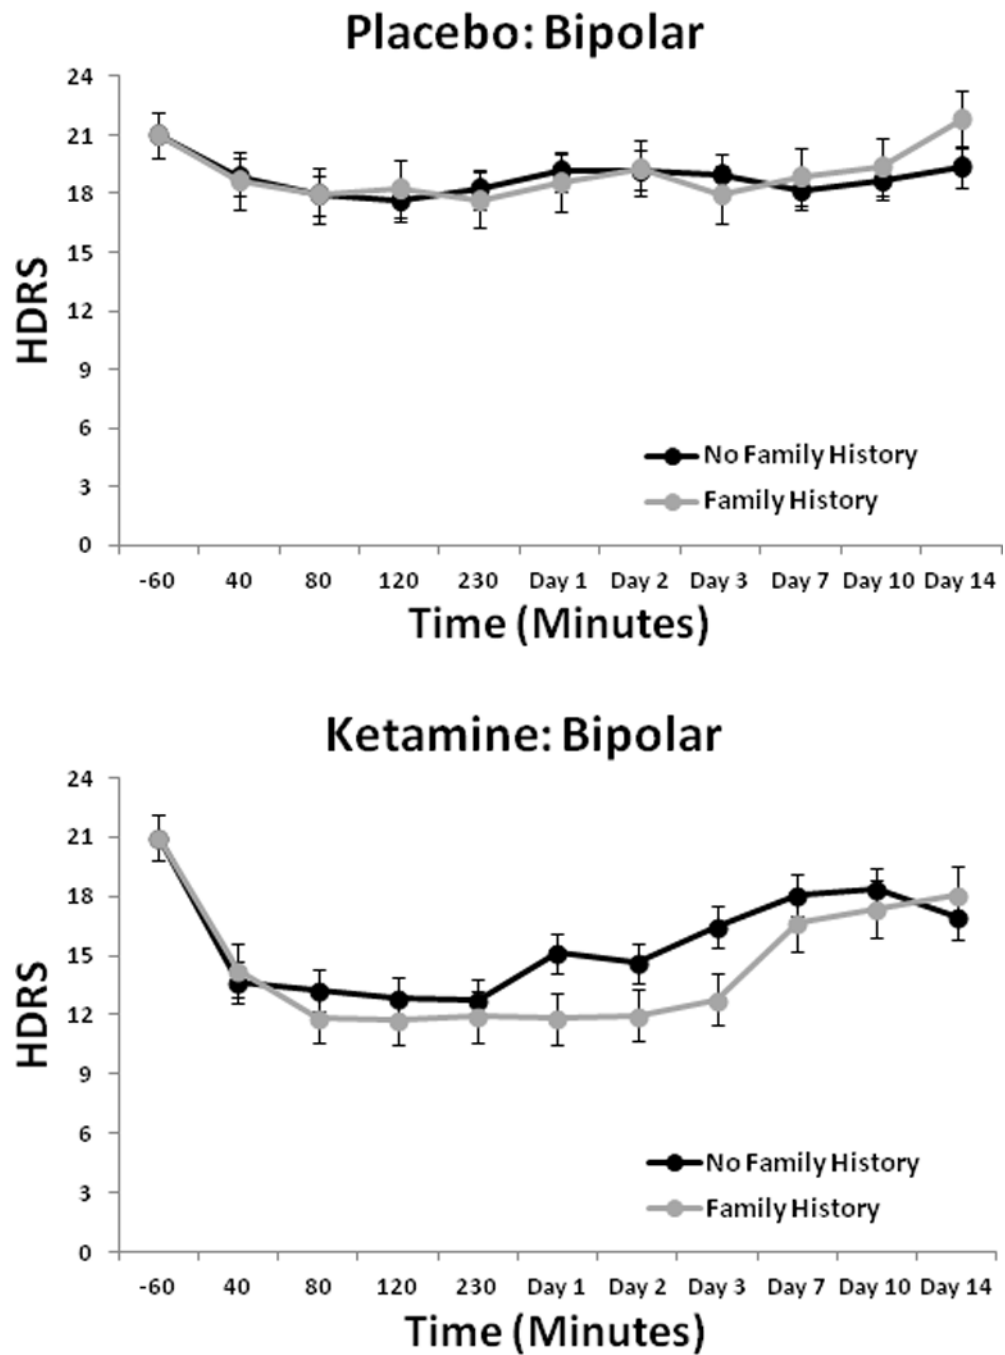 Placebo: Bipolar
24
21
18
15
12
9
6
3
0
HDRS
No Family History
Family History
-60 40 80 120 230 Day 1 Day 2 Day 3 Day 7 Day 10 Day 14
Time (Minutes)
Ketamine: Bipolar
24
21
18
15
12
9
6
3
0
HDRS
No Family History
Family History
-60 40 80 120 230 Day 1 Day 2 Day 3 Day 7 Day 10 Day 14
Time (Minutes)